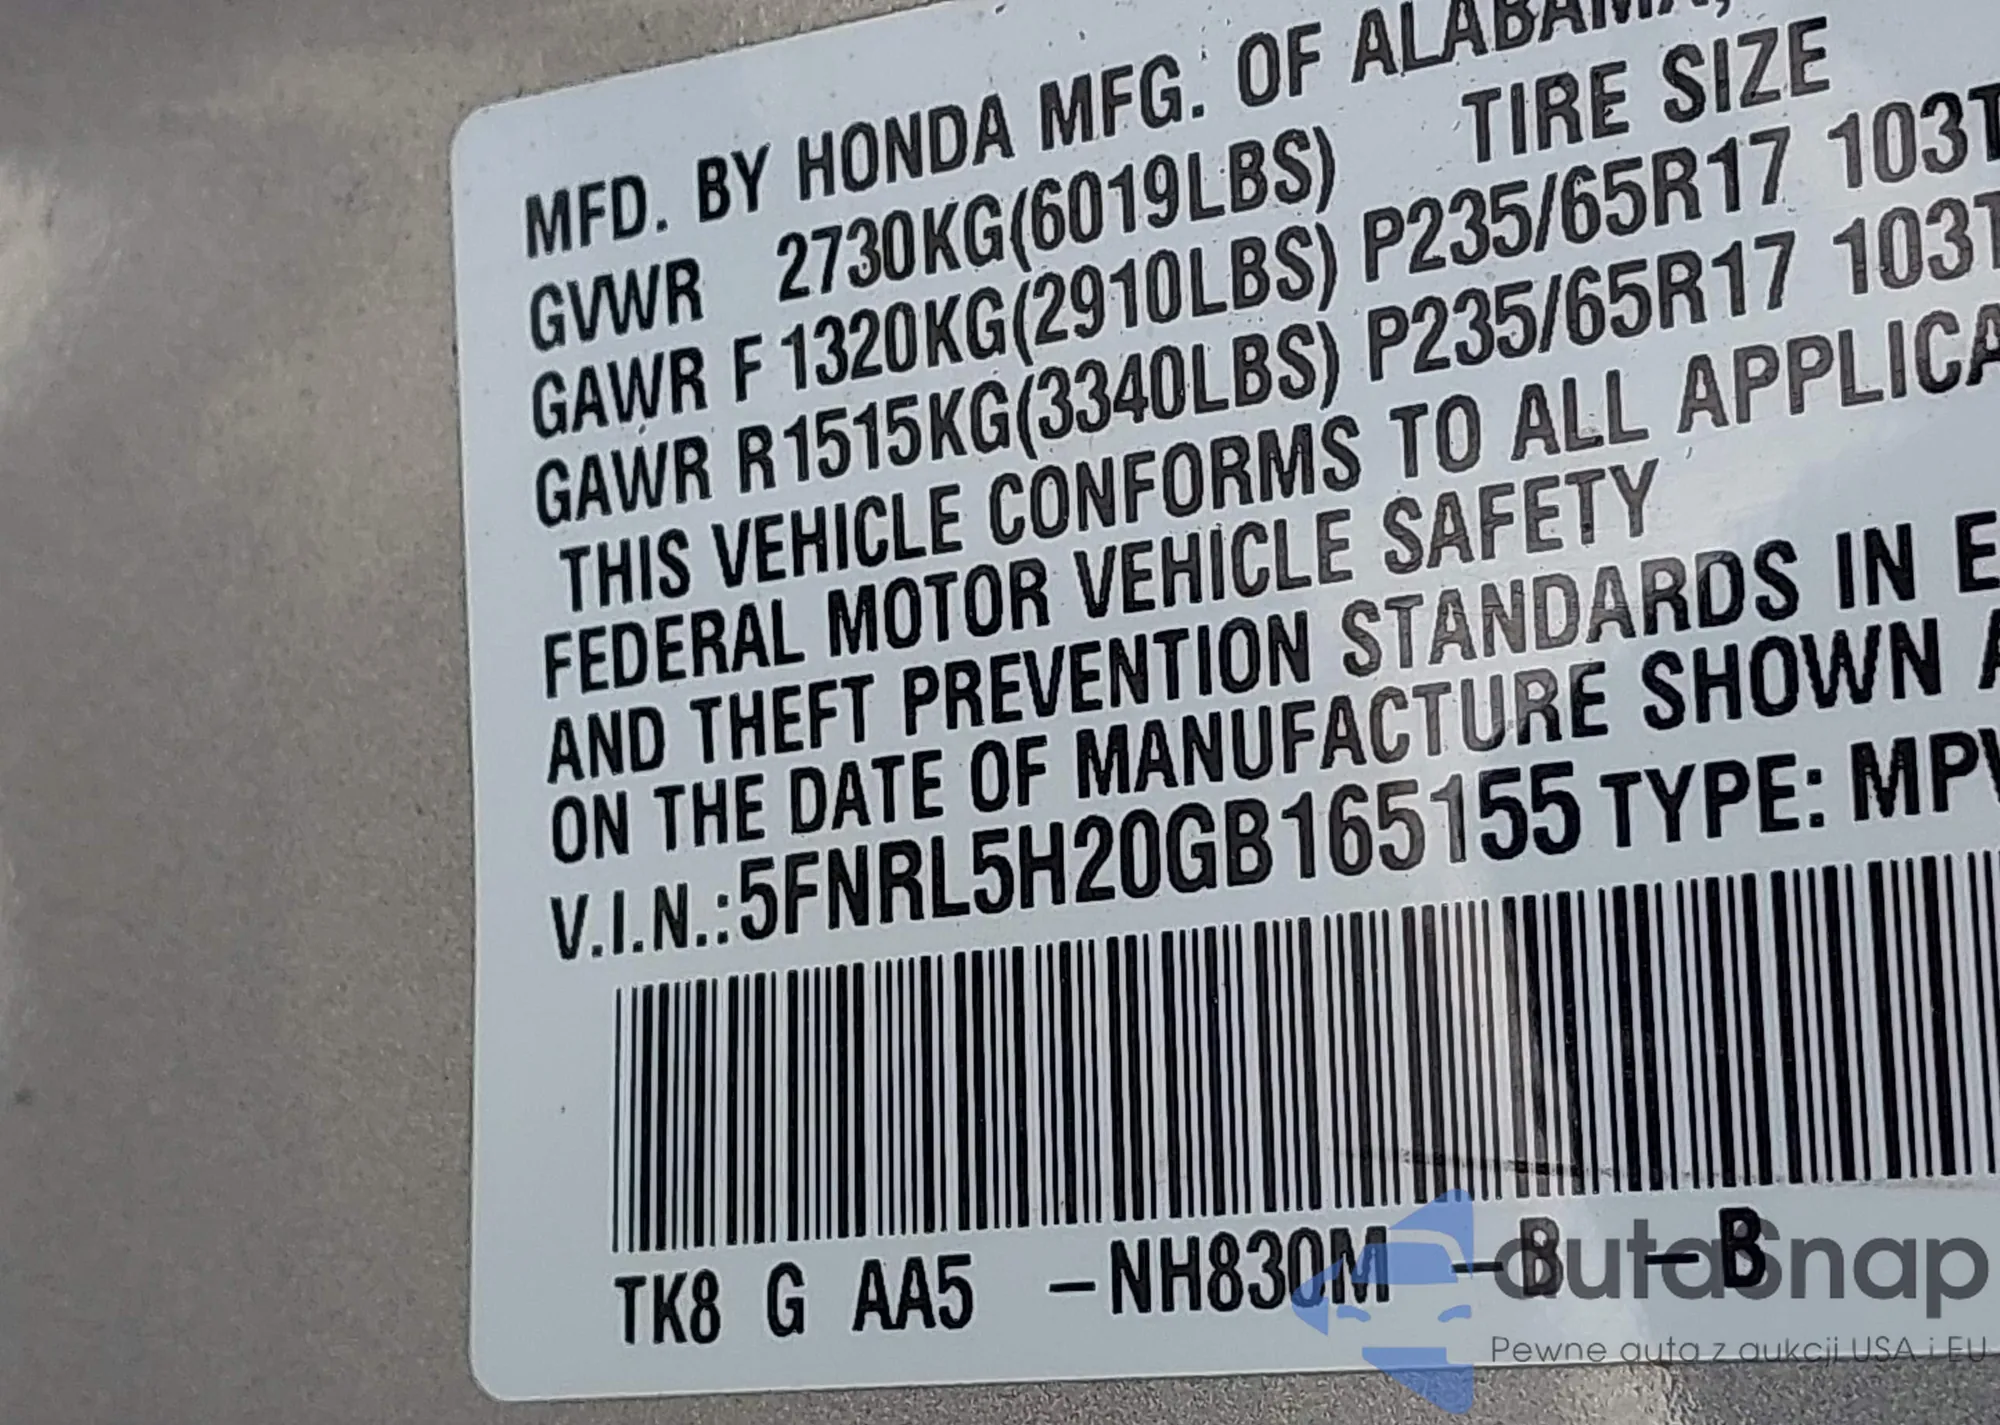 MFD. BY HONDA MFG. OF ALABAMA,
TIRE SIZE
GVWR 2730KG(6019LBS)
GAWR F 1320KG(2910LBS) P235/65R17 103T
GAWR R 1515KG(3340LBS) P235/65R17 103T
THIS VEHICLE CONFORMS TO ALL APPLICA
FEDERAL MOTOR VEHICLE SAFETY
AND THEFT PREVENTION STANDARDS IN E
ON THE DATE OF MANUFACTURE SHOWN A
V.I.N.:5FNRL5H20GB165155 TYPE: MPV
TK8 G AA5 –NH830M –B –B
autaSnap
Pewne auta z aukcji USA i EU